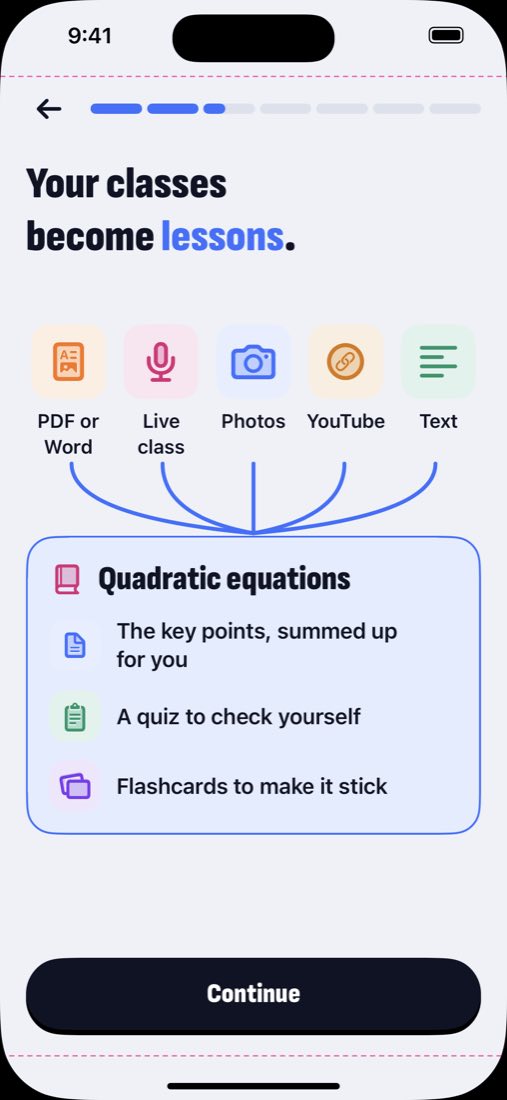 9:41
Your classes
become lessons.
PDF or
Word
Live
class
Photos
YouTube
Text
Quadratic equations
The key points, summed up
for you
A quiz to check yourself
Flashcards to make it stick
Continue